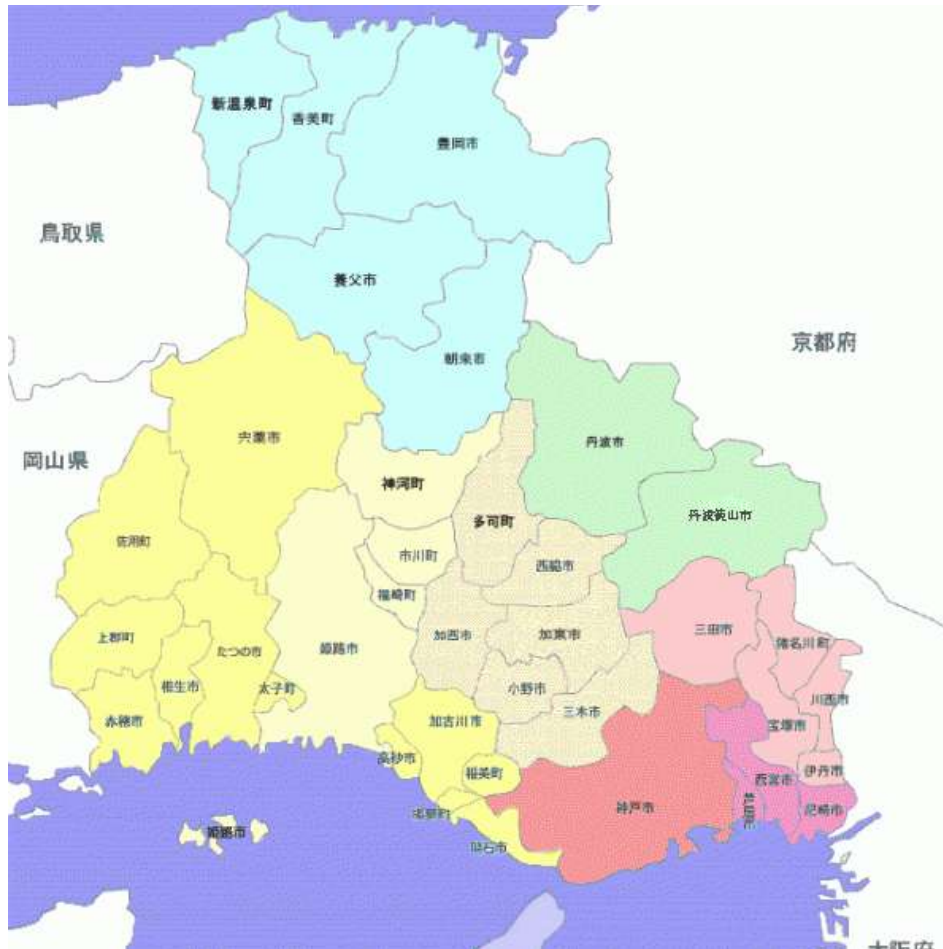 新温泉町
香美町
豊岡市
鳥取県
養父市
京都府
朝来市
宍粟市
丹波市
岡山県
神河町
多可町
丹波篠山市
佐用町
市川町
西脇市
福崎町
上郡町
たつの市
姫路市
加西市
加東市
三田市
猪名川町
相生市
太子町
小野市
川西市
赤穂市
加古川市
三木市
宝塚市
高砂市
稲美町
伊丹市
西宮市
神戸市
尼崎市
姫路市
明石市
大阪府